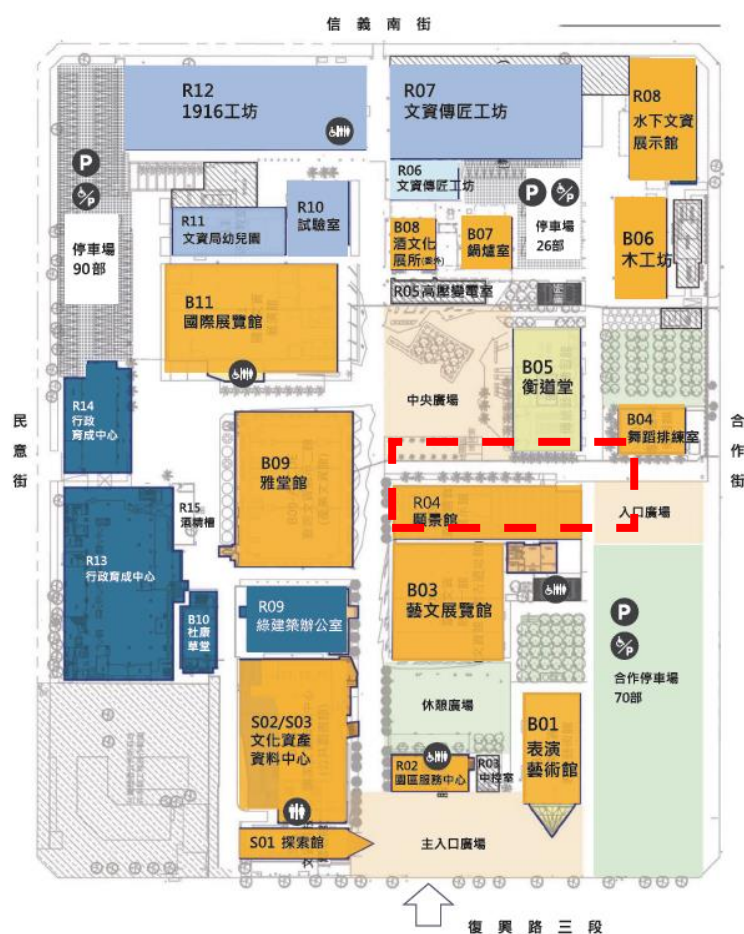 信義南街
R12
1916工坊
R07
文資傳匠工坊
R08
水下文資
展示館
P
P
R06
文資傳匠工坊
R11
文資局幼兒園
R10
試驗室
B08
酒文化
展所(委外)
B07
鍋爐室
停車場
26部
B06
木工坊
停車場
90部
R05高壓變電室
B11
國際展覽館
中央廣場
B05
衡道堂
R14
行政
育成中心
B04
舞蹈排練室
民意街
合作街
B09
雅堂館
R04
願景館
入口廣場
R15
酒精槽
R13
行政育成中心
B03
藝文展覽館
B10
杜康
草堂
R09
綠建築辦公室
P
合作停車場
70部
休憩廣場
S02/S03
文化資產
資料中心
B01
表演
藝術館
R02
園區服務中心
R03
中控室
S01 探索館
主入口廣場
復興路三段